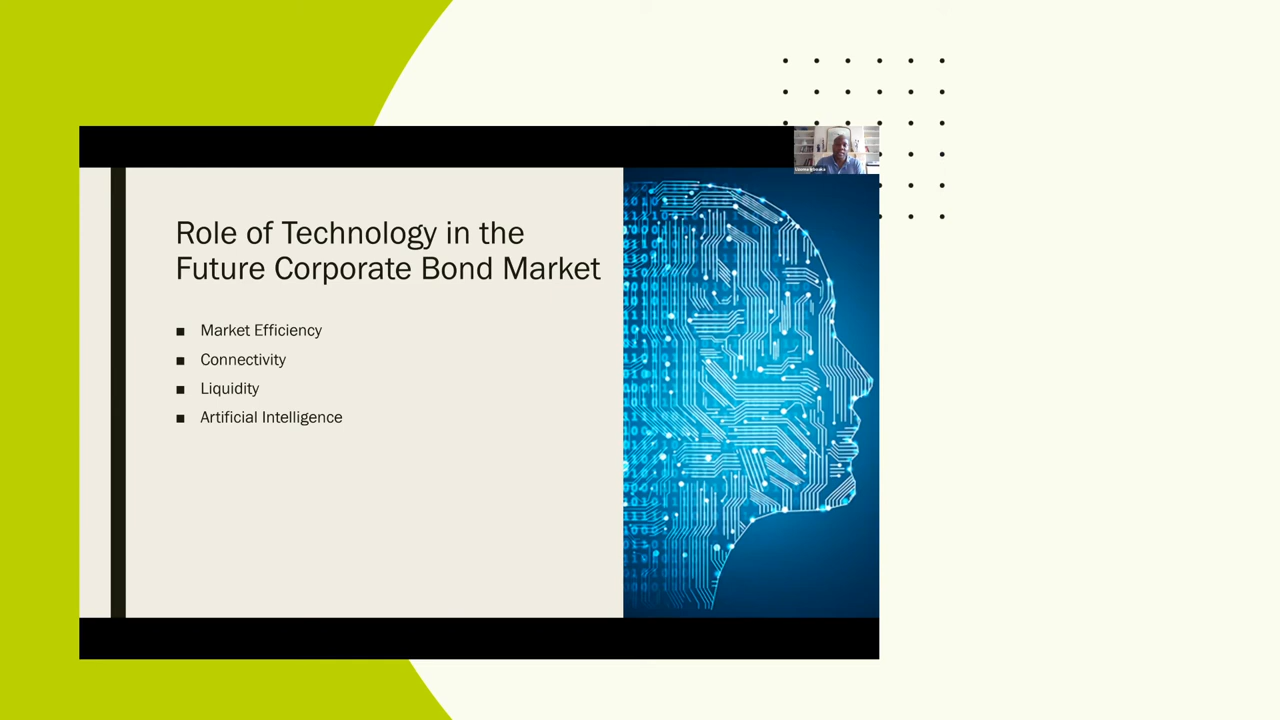 Role of Technology in the
Future Corporate Bond Market
■ Market Efficiency
■ Connectivity
■ Liquidity
■ Artificial Intelligence